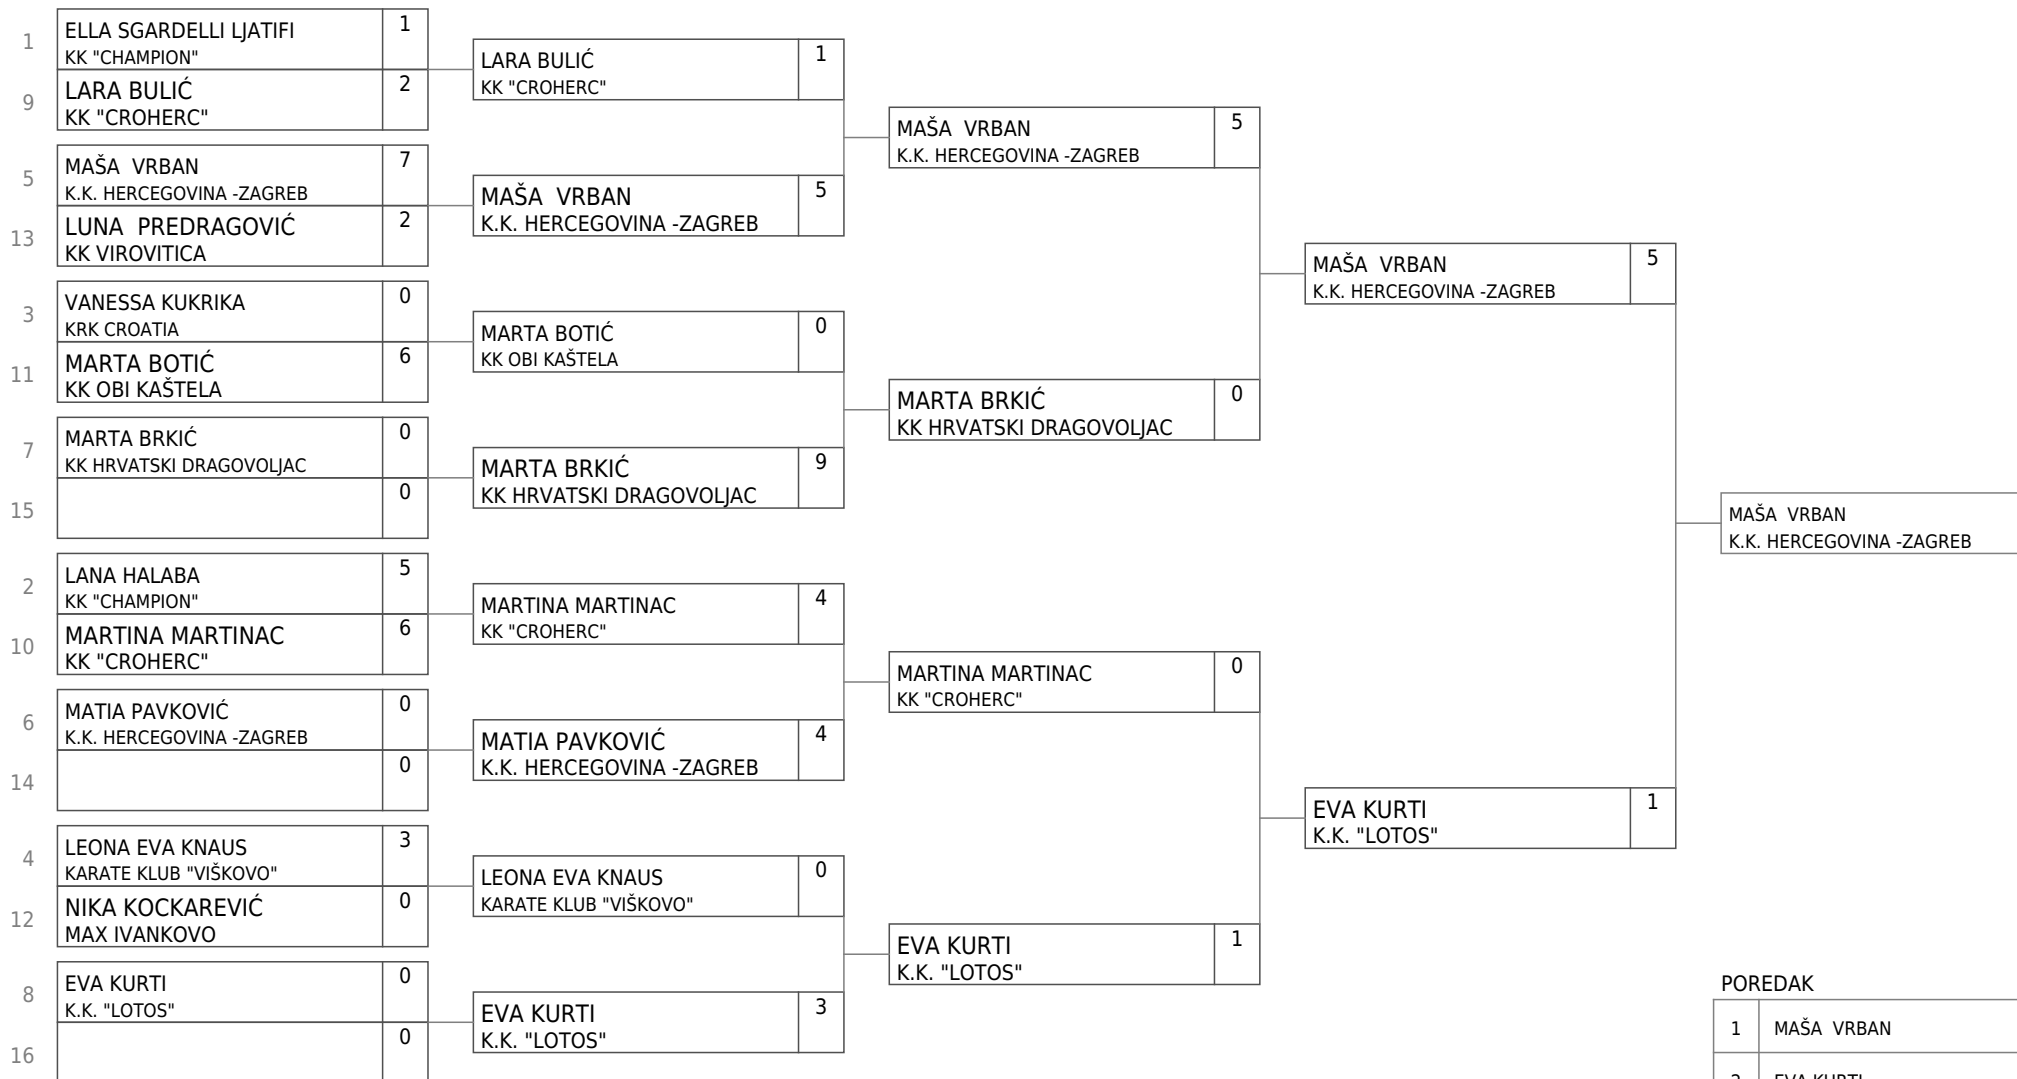 1
ELLA SGARDELLI LJATIFI
KK "CHAMPION"
1
9
LARA BULIĆ
KK "CROHERC"
2
5
MAŠA VRBAN
K.K. HERCEGOVINA -ZAGREB
7
13
LUNA PREDRAGOVIĆ
KK VIROVITICA
2
3
VANESSA KUKRIKA
KRK CROATIA
0
11
MARTA BOTIĆ
KK OBI KAŠTELA
6
7
MARTA BRKIĆ
KK HRVATSKI DRAGOVOLJAC
0
15
0
2
LANA HALABA
KK "CHAMPION"
5
10
MARTINA MARTINAC
KK "CROHERC"
6
6
MATIA PAVKOVIĆ
K.K. HERCEGOVINA -ZAGREB
0
14
0
4
LEONA EVA KNAUS
KARATE KLUB "VIŠKOVO"
3
12
NIKA KOCKAREVIĆ
MAX IVANKOVO
0
8
EVA KURTI
K.K. "LOTOS"
0
16
0
LARA BULIĆ
KK "CROHERC"
1
MAŠA VRBAN
K.K. HERCEGOVINA -ZAGREB
5
MARTA BOTIĆ
KK OBI KAŠTELA
0
MARTA BRKIĆ
KK HRVATSKI DRAGOVOLJAC
9
MARTINA MARTINAC
KK "CROHERC"
4
MATIA PAVKOVIĆ
K.K. HERCEGOVINA -ZAGREB
4
LEONA EVA KNAUS
KARATE KLUB "VIŠKOVO"
0
EVA KURTI
K.K. "LOTOS"
3
MAŠA VRBAN
K.K. HERCEGOVINA -ZAGREB
5
MARTA BRKIĆ
KK HRVATSKI DRAGOVOLJAC
0
MARTINA MARTINAC
KK "CROHERC"
0
EVA KURTI
K.K. "LOTOS"
1
MAŠA VRBAN
K.K. HERCEGOVINA -ZAGREB
5
EVA KURTI
K.K. "LOTOS"
1
MAŠA VRBAN
K.K. HERCEGOVINA -ZAGREB
POREDAK
1 MAŠA VRBAN
2 EVA KURTI